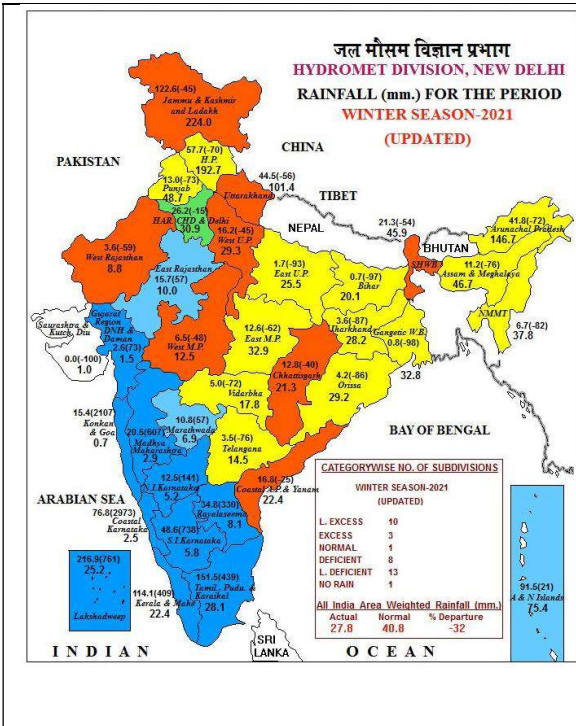 जल मौसम विज्ञान प्रभाग
HYDROMET DIVISION, NEW DELHI
RAINFALL (mm.) FOR THE PERIOD
WINTER SEASON-2021
(UPDATED)
122.6(-45)
Jammu & Kashmir
and Ladakh
224.0
CHINA
PAKISTAN
57.7(-70)
H.P.
192.7
13.0(-73)
Punjab
48.7
44.5(-56)
101.4
Uttarakhand
TIBET
26.2(-15)
HAR. CHD & Delhi
30.9
16.2(-45)
West U.P.
29.3
NEPAL
21.3(-54)
45.9
SHWB
BHUTAN
41.8(-72)
Arunachal Pradesh
146.7
3.6(-59)
West Rajasthan
8.8
East Rajasthan
15.7(57)
10.0
1.7(-93)
East U.P.
25.5
0.7(-97)
Bihar
20.1
11.2(-76)
Assam & Meghalaya
46.7
NMMT
6.7(-82)
37.8
Saurashtra &
Kutch, Diu
0.0(-100)
1.0
Gujarat
Region
DNH &
Daman
2.6(73)
1.5
6.5(-48)
West M.P.
12.5
12.6(-62)
East M.P.
32.9
3.6(-87)
Jharkhand
28.2
Gangetic W.B.
0.8(-98)
32.8
12.8(-40)
Chhattisgarh
21.3
4.2(-86)
Orissa
29.2
5.0(-72)
Vidarbha
17.8
15.4(2107)
Konkan
& Goa
0.7
10.8(57)
Marathwada
6.9
20.5(607)
Madhya
Maharashtra
2.9
3.5(-76)
Telangana
14.5
BAY OF BENGAL
ARABIAN SEA
12.5(141)
N.I.Karnataka
5.2
16.8(-25)
Coastal A.P. & Yanam
22.4
76.8(2973)
Coastal
Karnataka
2.5
34.8(330)
Rayalaseema
8.1
48.6(738)
S.I.Karnataka
5.8
216.9(761)
25.2
Lakshadweep
114.1(409)
Kerala & Mahe
22.4
151.5(439)
Tamil. Pudu. &
Karaikal
28.1
CATEGORYWISE NO. OF SUBDIVISIONS
WINTER SEASON-2021
(UPDATED)
L. EXCESS 10
EXCESS 3
NORMAL 1
DEFICIENT 8
L. DEFICIENT 13
NO RAIN 1
All India Area Weighted Rainfall (mm.)
Actual Normal % Departure
27.8 40.8 -32
91.5(21)
A & N Islands
75.4
SRI
LANKA
INDIAN OCEAN